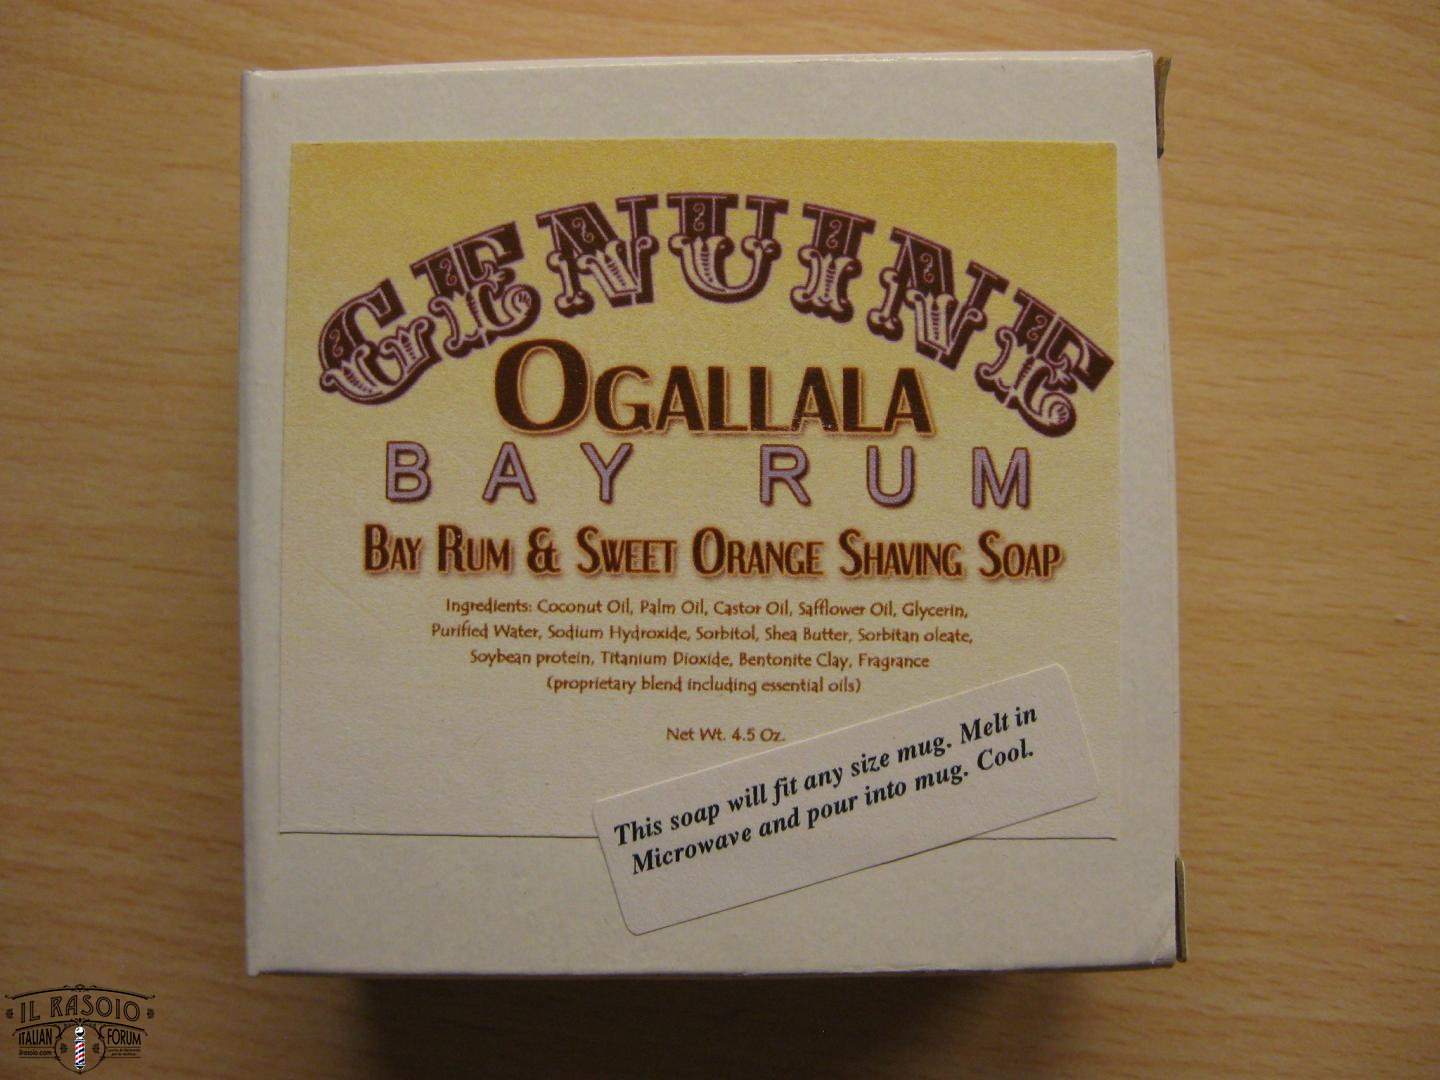 GENUINE
OGALLALA
BAY RUM
BAY RUM & SWEET ORANGE SHAVING SOAP
Ingredients: Coconut Oil, Palm Oil, Castor Oil, Safflower Oil, Glycerin,
Purified Water, Sodium Hydroxide, Sorbitol, Shea Butter, Sorbitan oleate,
Soybean protein, Titanium Dioxide, Bentonite Clay, Fragrance
(proprietary blend including essential oils)
Net Wt. 4.5 Oz.
This soap will fit any size mug. Melt in
Microwave and pour into mug. Cool.
IL RASOIO
ITALIAN FORUM
ilrasoio.com